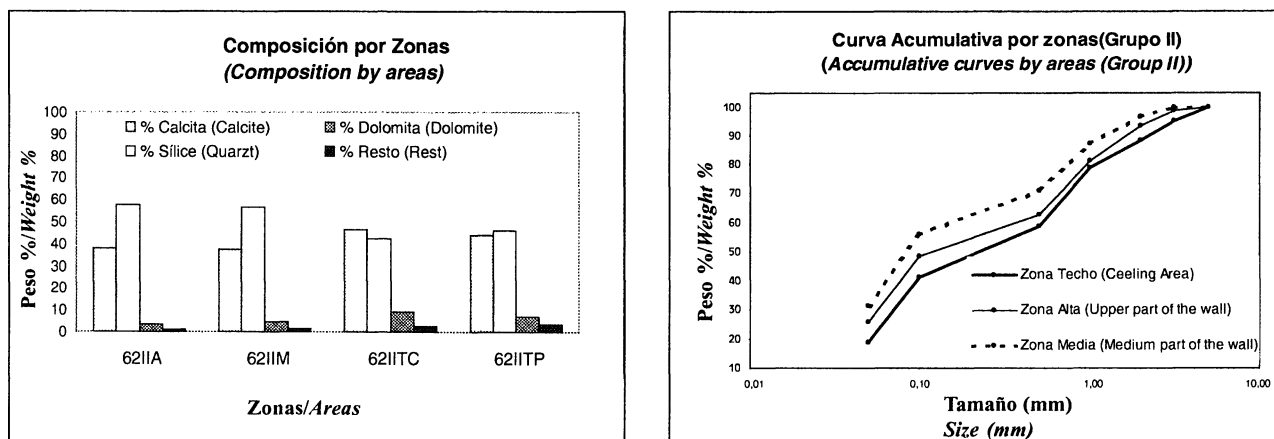 Composición por Zonas
(Composition by areas)
Peso %/Weight %
100
90
80
70
60
50
40
30
20
10
0
% Calcita (Calcite)
% Dolomita (Dolomite)
% Sílice (Quarzt)
% Resto (Rest)
62IIA
62IIM
62IITC
62IITP
Zonas/Areas
Curva Acumulativa por zonas(Grupo II)
(Accumulative curves by areas (Group II))
Peso %/Weight %
100
90
80
70
60
50
40
30
20
10
Zona Techo (Ceeling Area)
Zona Alta (Upper part of the wall)
Zona Media (Medium part of the wall)
0,01
0,10
1,00
10,00
Tamaño (mm)
Size (mm)